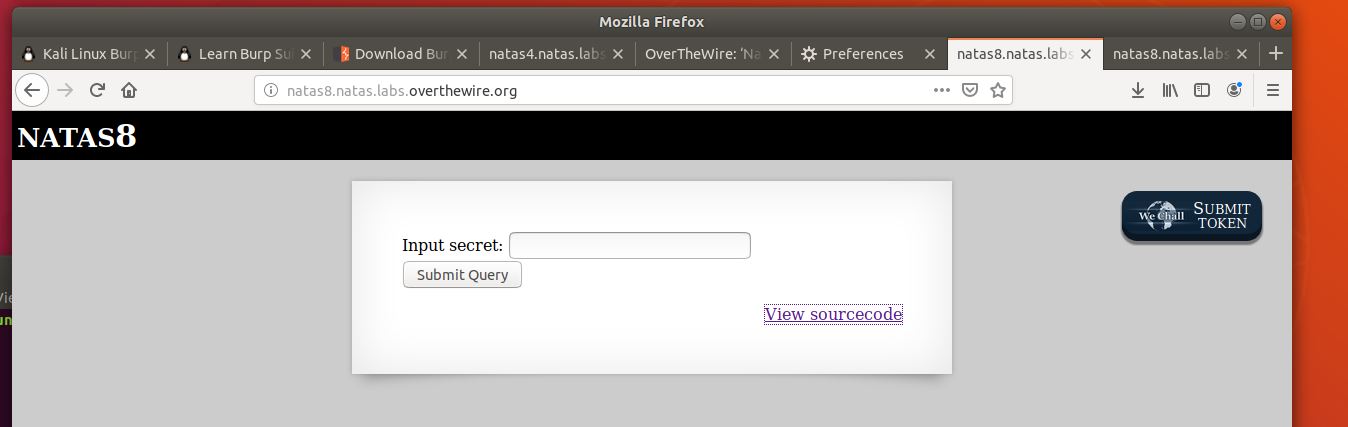 Mozilla Firefox
Kali Linux Burp
Learn Burp Sui
Download Bur
natas4.natas.labs
OverTheWire: 'Na
Preferences
natas8.natas.labs
natas8.natas.labs
natas8.natas.labs.overthewire.org
NATAS8
We Chall
SUBMIT
TOKEN
Input secret:
Submit Query
View sourcecode